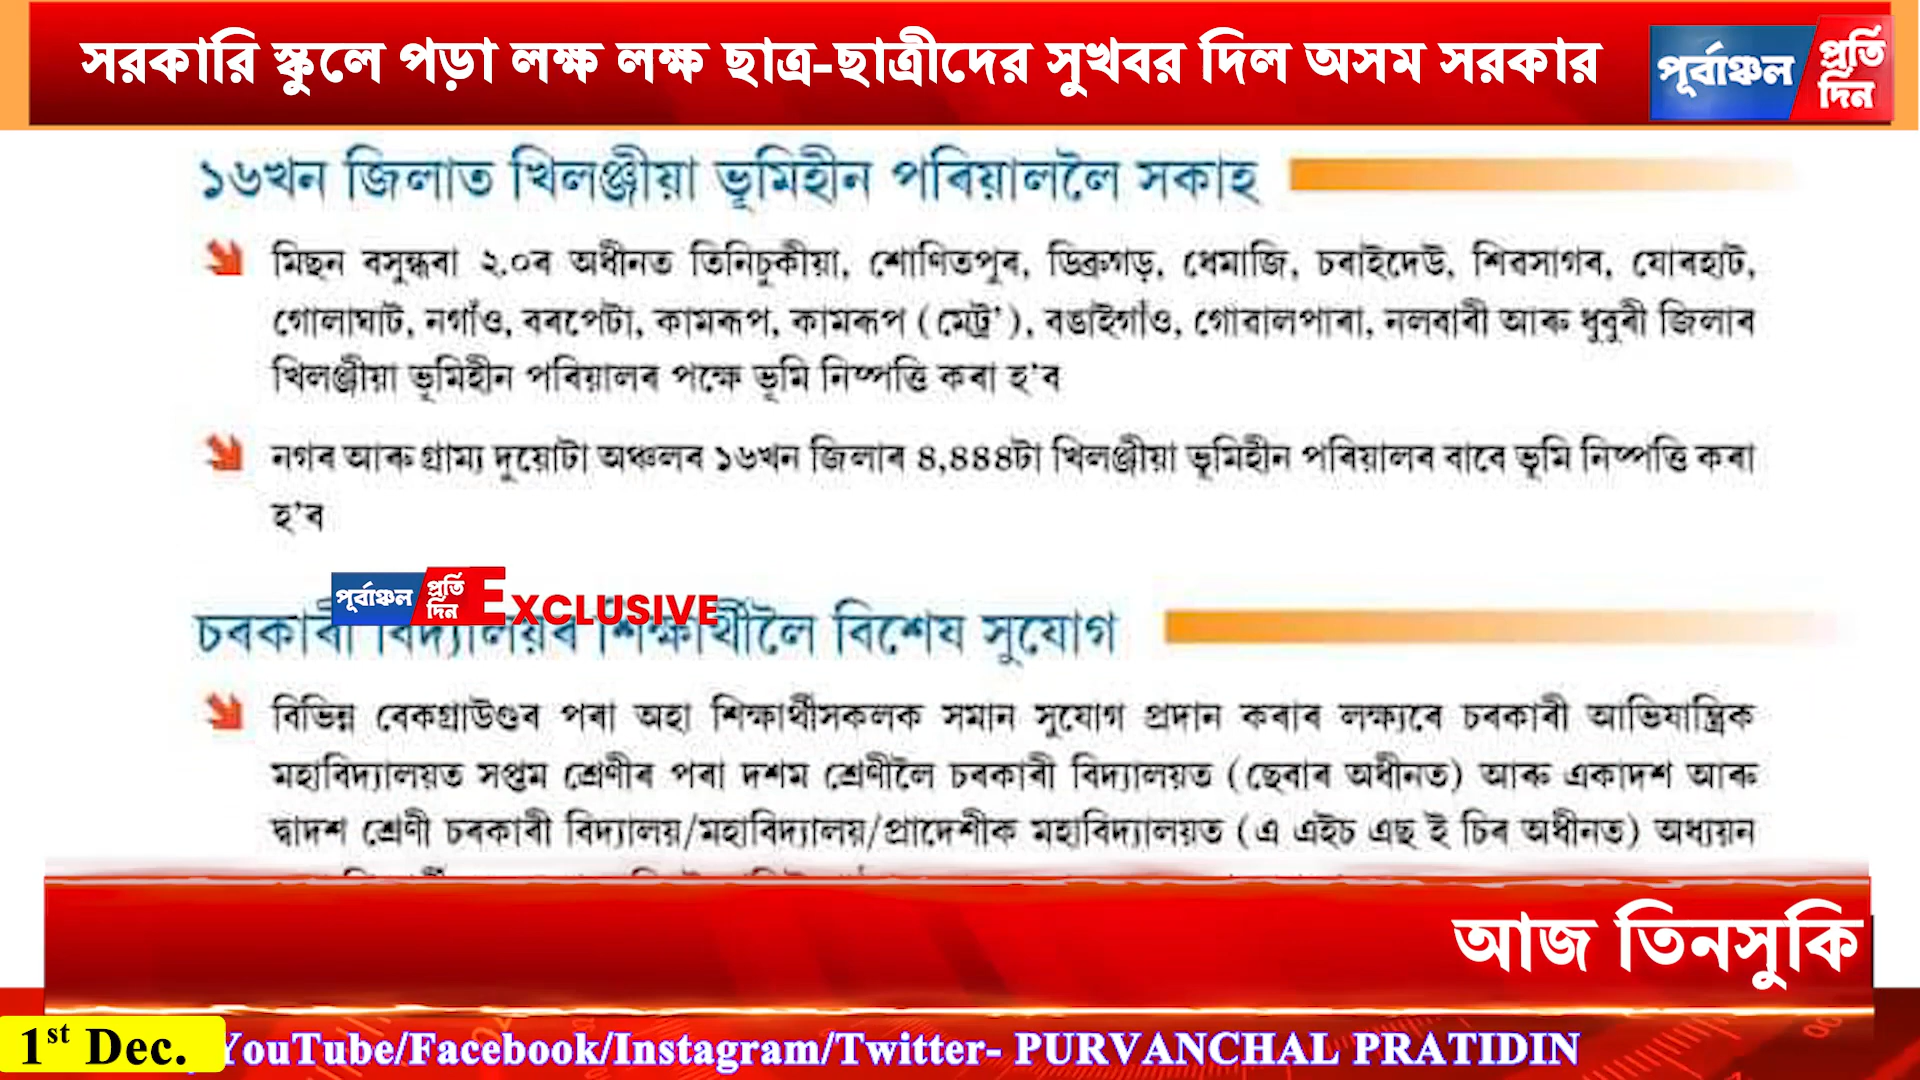 সরকারি স্কুলে পড়া লক্ষ লক্ষ ছাত্র-ছাত্রীদের সুখবর দিল অসম সরকার
পূর্বাঞ্চল প্রতিদিন
১৬খন জিলাত খিলঞ্জীয়া ভূমিহীন পৰিয়াললৈ সকাহ
মিছন বসুন্ধৰা ২.০ৰ অধীনত তিনিচুকীয়া, শোণিতপুৰ, ডিব্ৰুগড়, ধেমাজি, চৰাইদেউ, শিৱসাগৰ, যোৰহাট,
গোলাঘাট, নগাঁও, বৰপেটা, কামৰূপ, কামৰূপ (মেট্ৰ'), বঙাইগাঁও, গোৱালপাৰা, নলবাৰী আৰু ধুবুৰী জিলাৰ
খিলঞ্জীয়া ভূমিহীন পৰিয়ালৰ পক্ষে ভূমি নিষ্পত্তি কৰা হ'ব
নগৰ আৰু গ্ৰাম্য দুয়োটা অঞ্চলৰ ১৬খন জিলাৰ ৪,৪৪৪টা খিলঞ্জীয়া ভূমিহীন পৰিয়ালৰ বাবে ভূমি নিষ্পত্তি কৰা
হ'ব
পূর্বাঞ্চল প্রতিদিন EXCLUSIVE
চৰকাৰী বিদ্যালয়ৰ শিক্ষাৰ্থীলৈ বিশেষ সুযোগ
বিভিন্ন বেকগ্ৰাউণ্ডৰ পৰা অহা শিক্ষাৰ্থীসকলক সমান সুযোগ প্ৰদান কৰাৰ লক্ষ্যৰে চৰকাৰী আভিযান্ত্ৰিক
মহাবিদ্যালয়ত সপ্তম শ্ৰেণীৰ পৰা দশম শ্ৰেণীলৈ চৰকাৰী বিদ্যালয়ত (ছেবাৰ অধীনত) আৰু একাদশ আৰু
দ্বাদশ শ্ৰেণী চৰকাৰী বিদ্যালয়/মহাবিদ্যালয়/প্ৰাদেশীক মহাবিদ্যালয়ত (এ এইচ এছ ই চিৰ অধীনত) অধ্যয়ন
আজ তিনসুকি
1st Dec. YouTube/Facebook/Instagram/Twitter- PURVANCHAL PRATIDIN